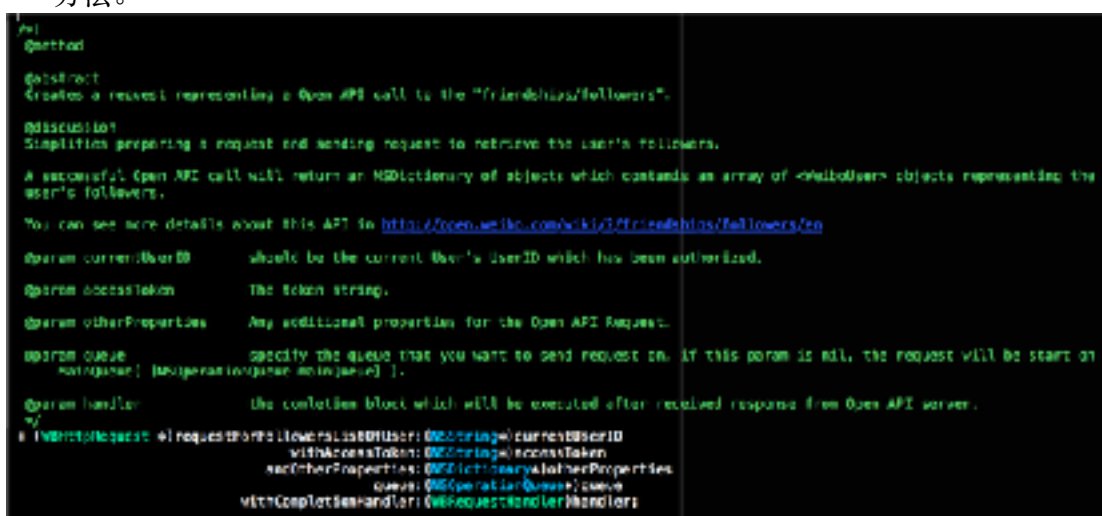 方法。
/*!
@method
@abstract
Creates a request representing a Open API call to the "friendships/followers".
@discussion
Simplifies preparing a request and sending request to retrieve the user's followers.
A successful Open API call will return an NSDictionary of objects which contands an array of <WeiboUser> objects representing the
user's followers.
You can see more details about this API in http://open.weibo.com/wiki/2/friendships/followers/en
@param currentUserID should be the current User's UserID which has been authorized.
@param accessToken The token string.
@param otherProperties Any additional properties for the Open API Request.
@param queue specify the queue that you want to send request on, if this param is nil, the request will be start on
mainQueue( [NSOperationQueue mainQueue] ).
@param handler the comletion block which will be executed after received response from Open API server.
*/
+ (WBHttpRequest *)requestForFollowersListOfUser:(NSString*)currentUserID
withAccessToken:(NSString*)accessToken
andOtherProperties:(NSDictionary*)otherProperties
queue:(NSOperationQueue*)queue
withCompletionHandler:(WBRequestHandler)handler;